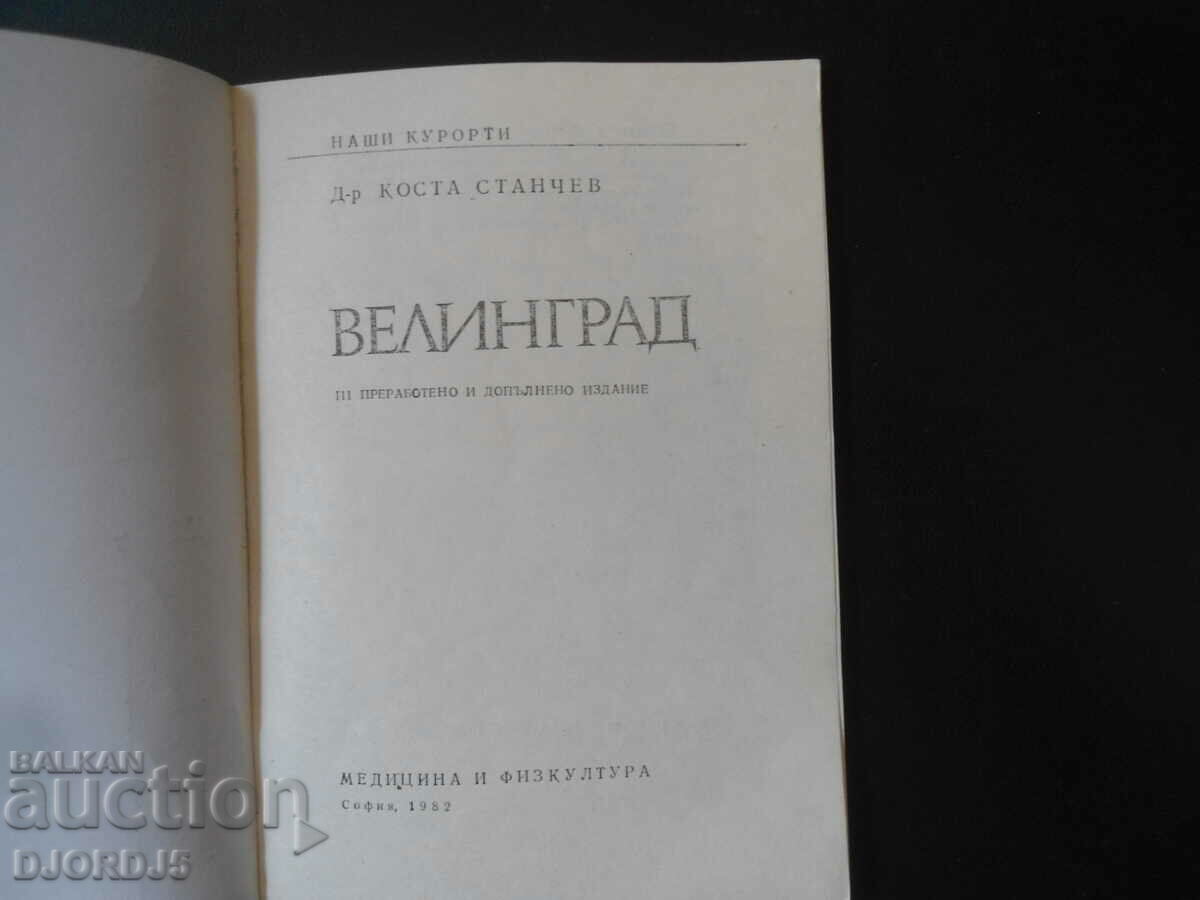 НАШИ КУРОРТИ
Д-р КОСТА СТАНЧЕВ
ВЕЛИНГРАД
III ПРЕРАБОТЕНО И ДОПЪЛНЕНО ИЗДАНИЕ
МЕДИЦИНА И ФИЗКУЛТУРА
София, 1982
BALKAN
auction
DJORDJ5